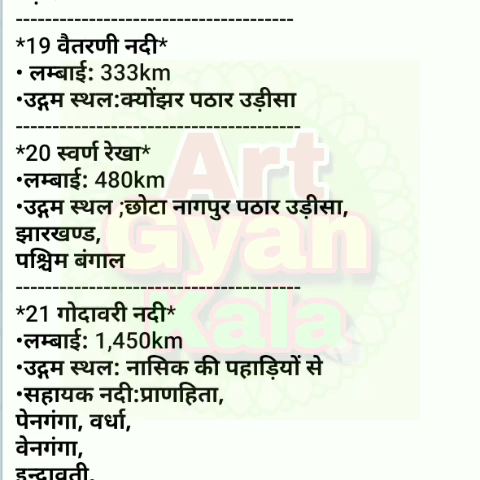 --------------------------------------
*19 वैतरणी नदी*
• लम्बाई: 333km
•उद्गम स्थल:क्योंझर पठार उड़ीसा
---------------------------------------
*20 स्वर्ण रेखा*
•लम्बाई: 480km
•उद्गम स्थल ;छोटा नागपुर पठार उड़ीसा,
झारखण्ड,
पश्चिम बंगाल
---------------------------------------
*21 गोदावरी नदी*
•लम्बाई: 1,450km
•उद्गम स्थल: नासिक की पहाड़ियों से
•सहायक नदी:प्राणहिता,
पेनगंगा, वर्धा,
वेनगंगा,
इन्द्रावती,
Art
Gyan
Kala